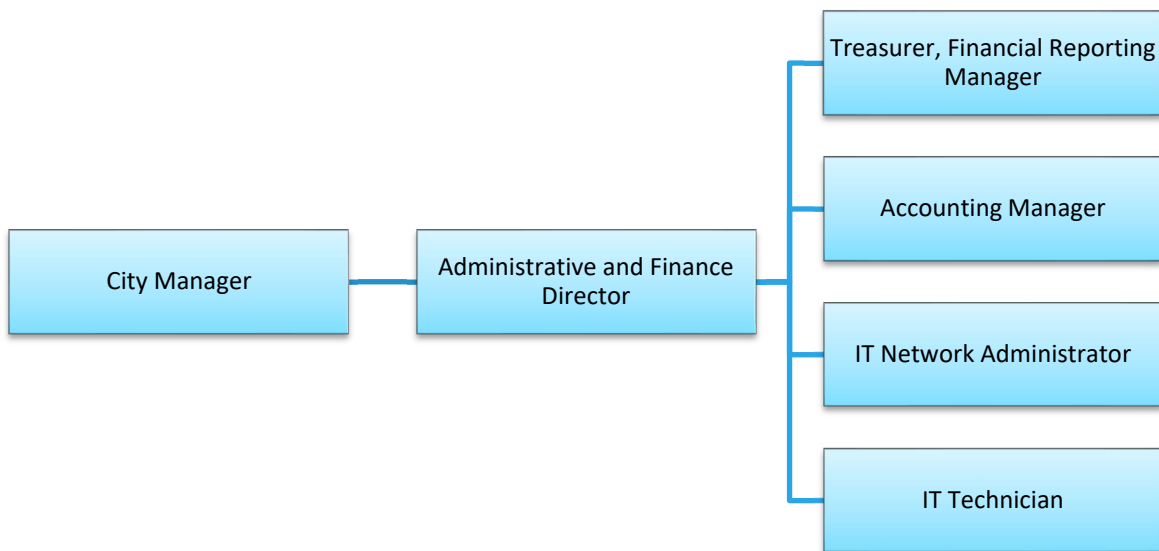 City Manager
Administrative and Finance
Director
Treasurer, Financial Reporting
Manager
Accounting Manager
IT Network Administrator
IT Technician